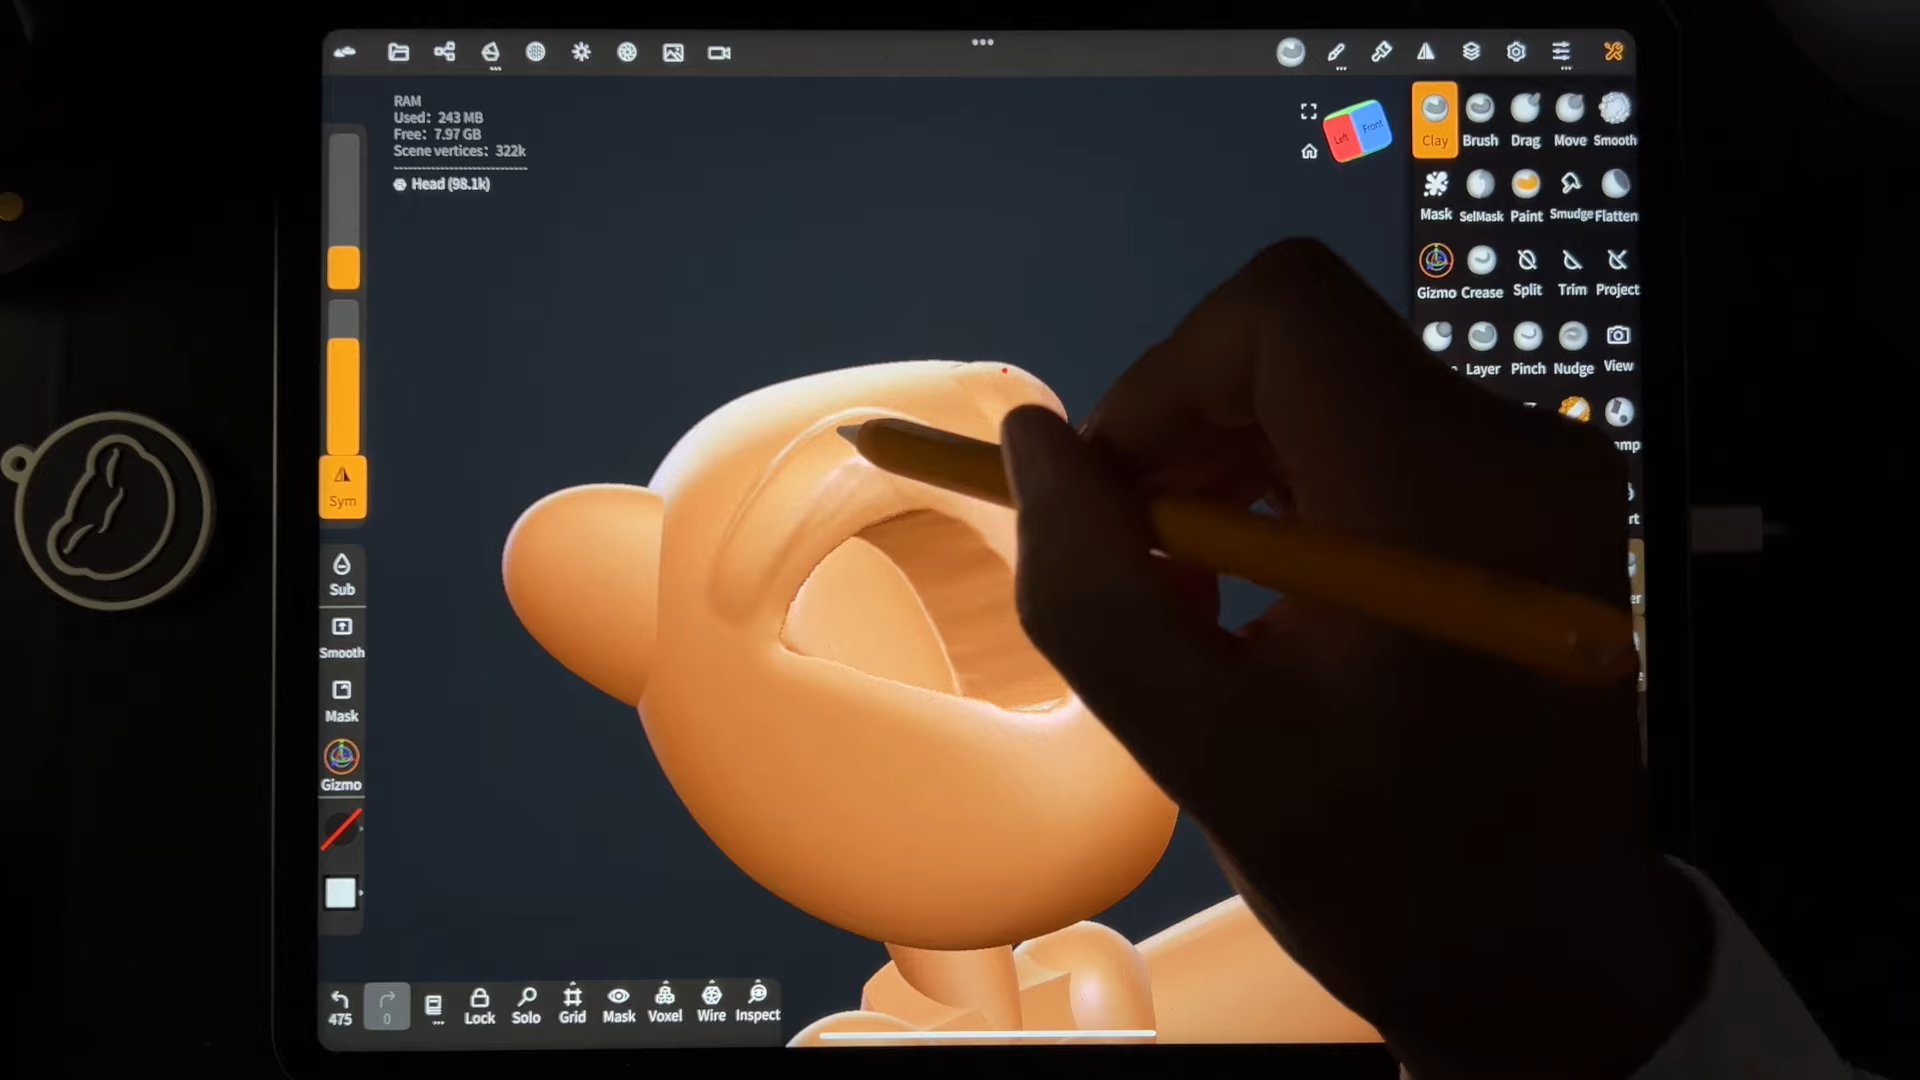 RAM
Used: 243 MB
Free: 7.97 GB
Scene vertices: 322k
Head (98.1k)
Left
Front
Clay
Brush
Drag
Move
Smooth
Mask
SelMask
Paint
Smudge
Flatten
Gizmo
Crease
Split
Trim
Project
Layer
Pinch
Nudge
View
Sym
Sub
Smooth
Mask
Gizmo
475
0
Lock
Solo
Grid
Mask
Voxel
Wire
Inspect